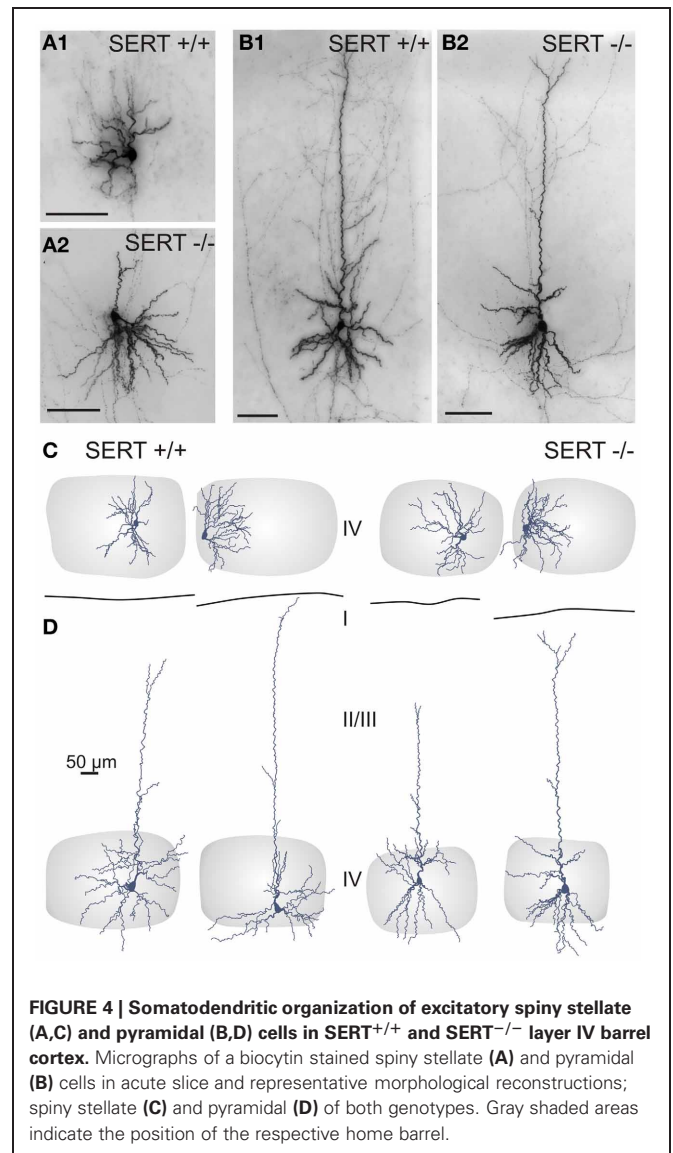 A1 SERT +/+
B1 SERT +/+
B2 SERT -/-
A2 SERT -/-
C SERT +/+
SERT -/-
IV
I
D
II/III
50 µm
IV
FIGURE 4 | Somatodendritic organization of excitatory spiny stellate
(A,C) and pyramidal (B,D) cells in SERT+/+ and SERT−/− layer IV barrel
cortex. Micrographs of a biocytin stained spiny stellate (A) and pyramidal
(B) cells in acute slice and representative morphological reconstructions;
spiny stellate (C) and pyramidal (D) of both genotypes. Gray shaded areas
indicate the position of the respective home barrel.